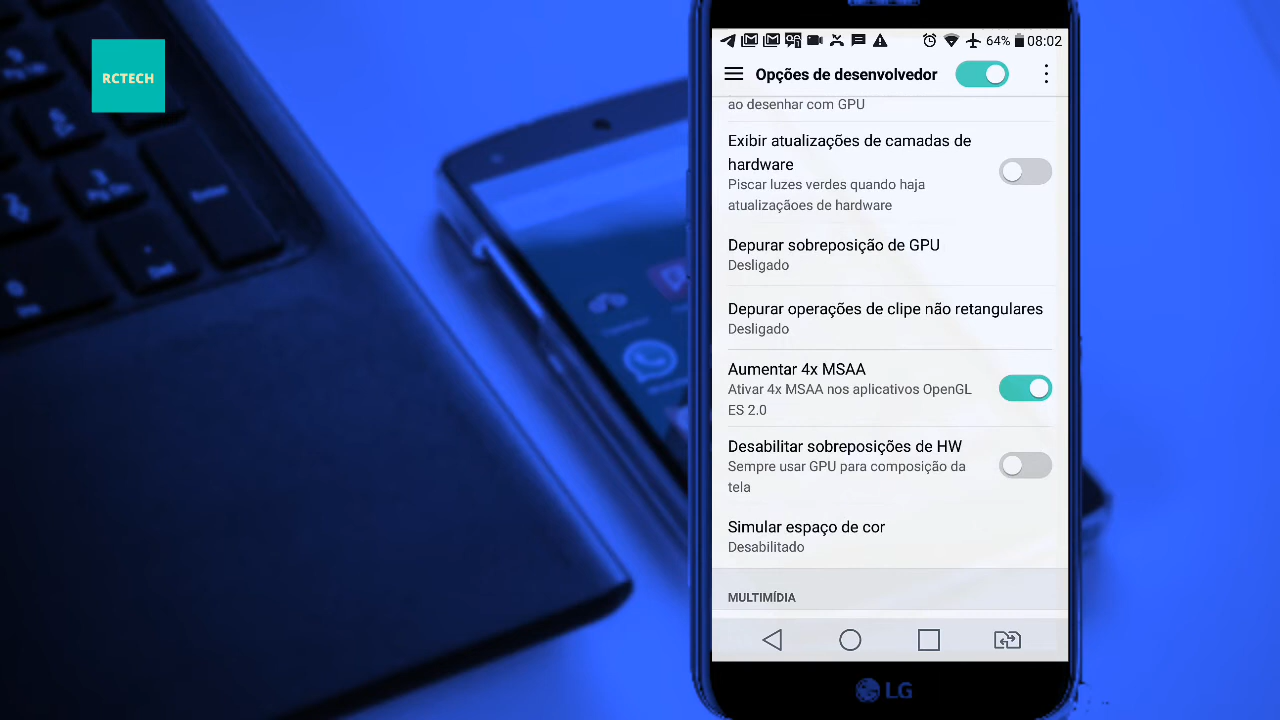 RCTECH
64% 08:02
Opções de desenvolvedor
ao desenhar com GPU
Exibir atualizações de camadas de
hardware
Piscar luzes verdes quando haja
atualizaçãoes de hardware
Depurar sobreposição de GPU
Desligado
Depurar operações de clipe não retangulares
Desligado
Aumentar 4x MSAA
Ativar 4x MSAA nos aplicativos OpenGL
ES 2.0
Desabilitar sobreposições de HW
Sempre usar GPU para composição da
tela
Simular espaço de cor
Desabilitado
MULTIMÍDIA
LG